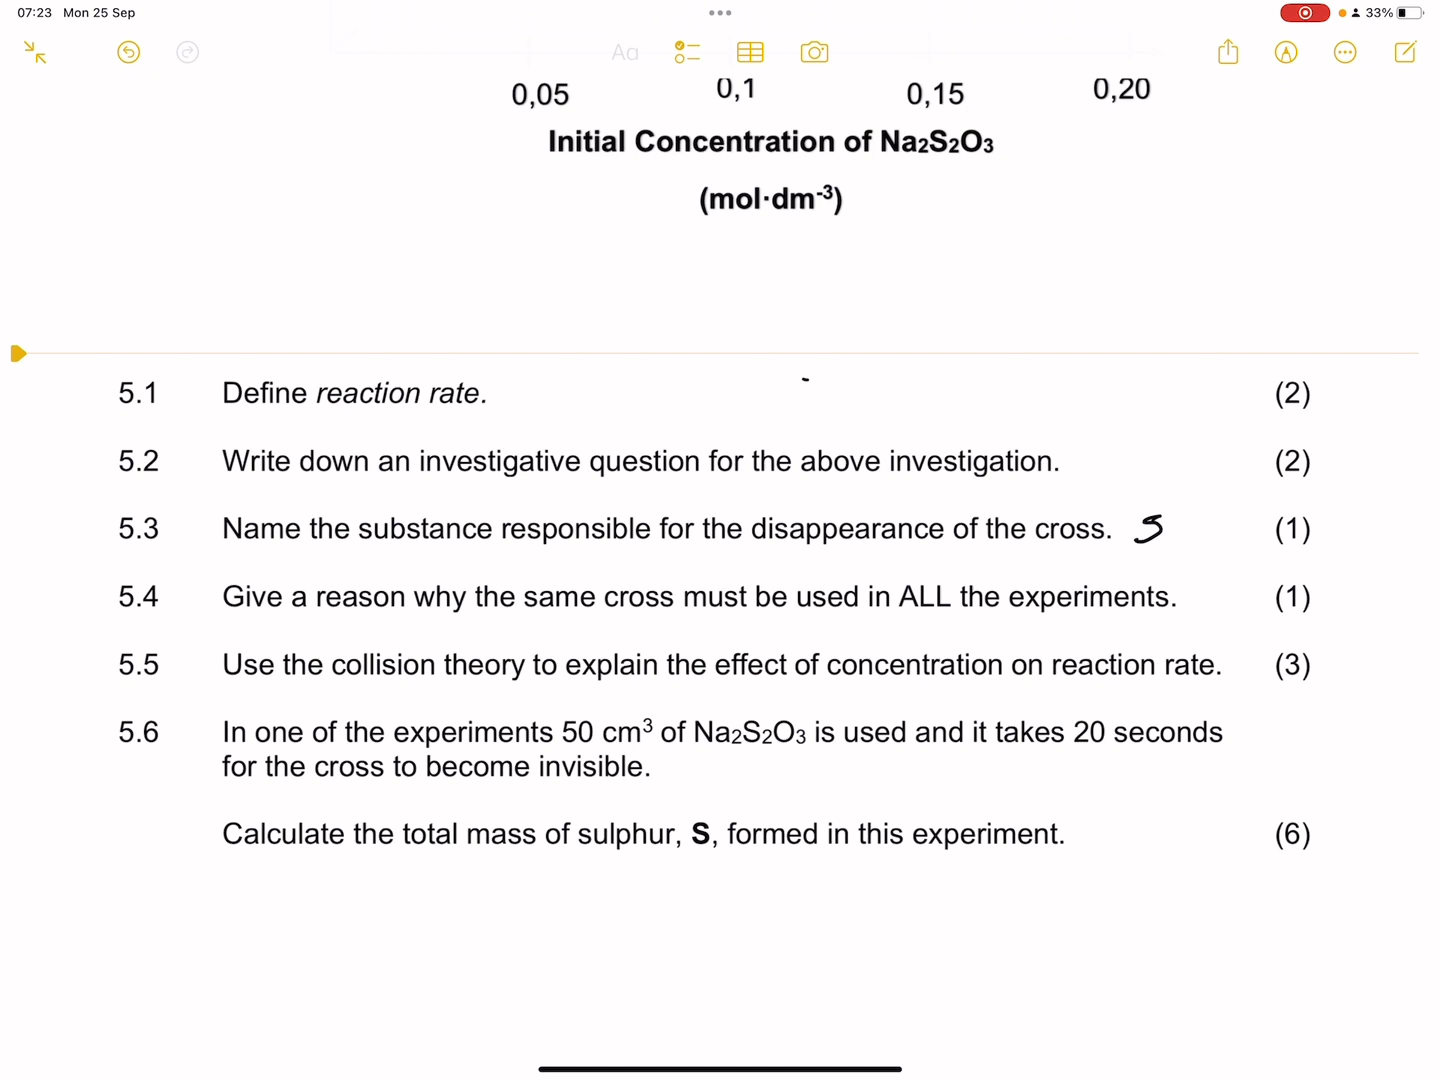 07:23 Mon 25 Sep
33%
Aa
0,05 0,1 0,15 0,20
Initial Concentration of Na2S2O3
(mol·dm-3)
5.1 Define reaction rate. (2)
5.2 Write down an investigative question for the above investigation. (2)
5.3 Name the substance responsible for the disappearance of the cross. S (1)
5.4 Give a reason why the same cross must be used in ALL the experiments. (1)
5.5 Use the collision theory to explain the effect of concentration on reaction rate. (3)
5.6 In one of the experiments 50 cm3 of Na2S2O3 is used and it takes 20 seconds
for the cross to become invisible.
Calculate the total mass of sulphur, S, formed in this experiment. (6)